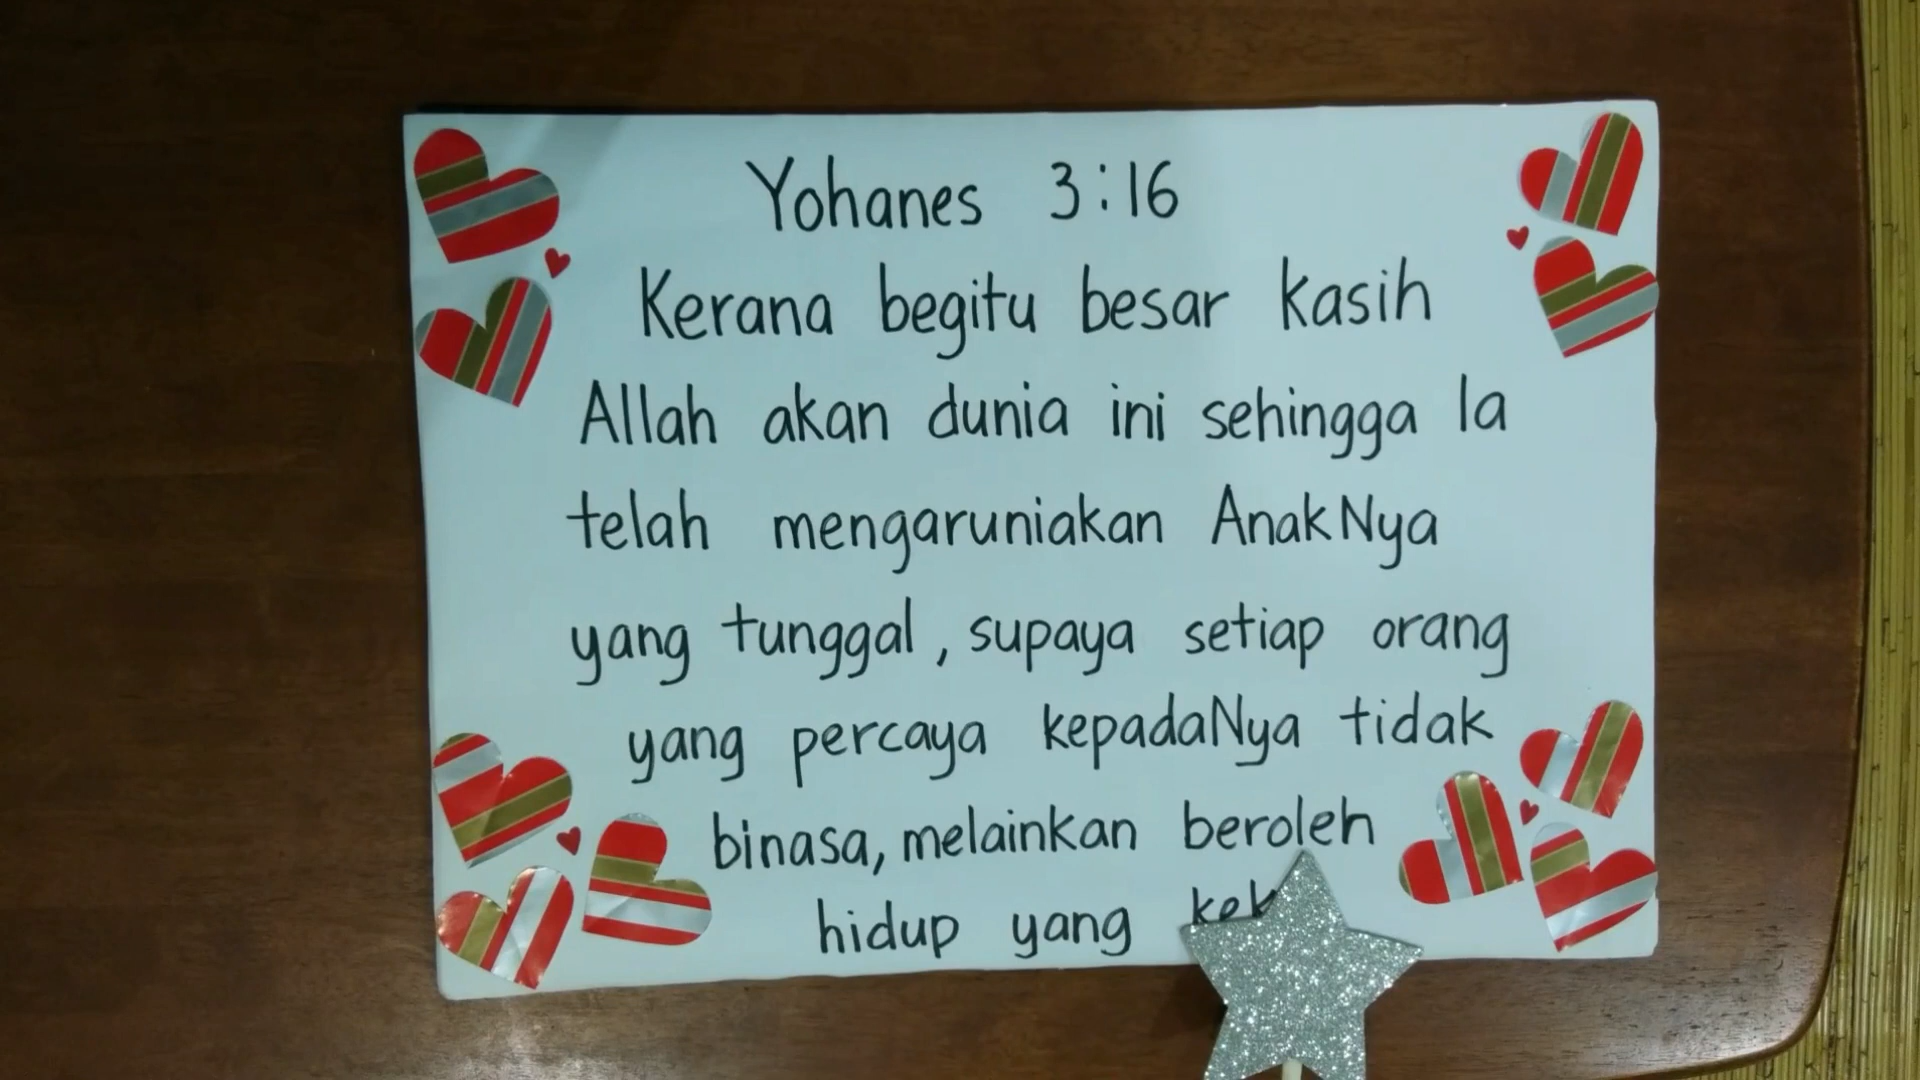 Yohanes 3:16
Kerana begitu besar kasih
Allah akan dunia ini sehingga Ia
telah mengaruniakan AnakNya
yang tunggal, supaya setiap orang
yang percaya kepadaNya tidak
binasa, melainkan beroleh
hidup yang